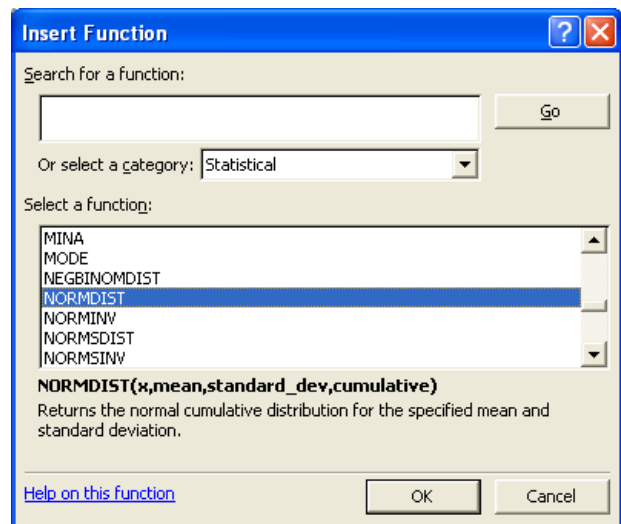 Insert Function
?
Search for a function:
Go
Or select a category: Statistical
Select a function:
MINA
MODE
NEGBINOMDIST
NORMDIST
NORMINV
NORMSDIST
NORMSINV
NORMDIST(x,mean,standard_dev,cumulative)
Returns the normal cumulative distribution for the specified mean and
standard deviation.
Help on this function
OK
Cancel